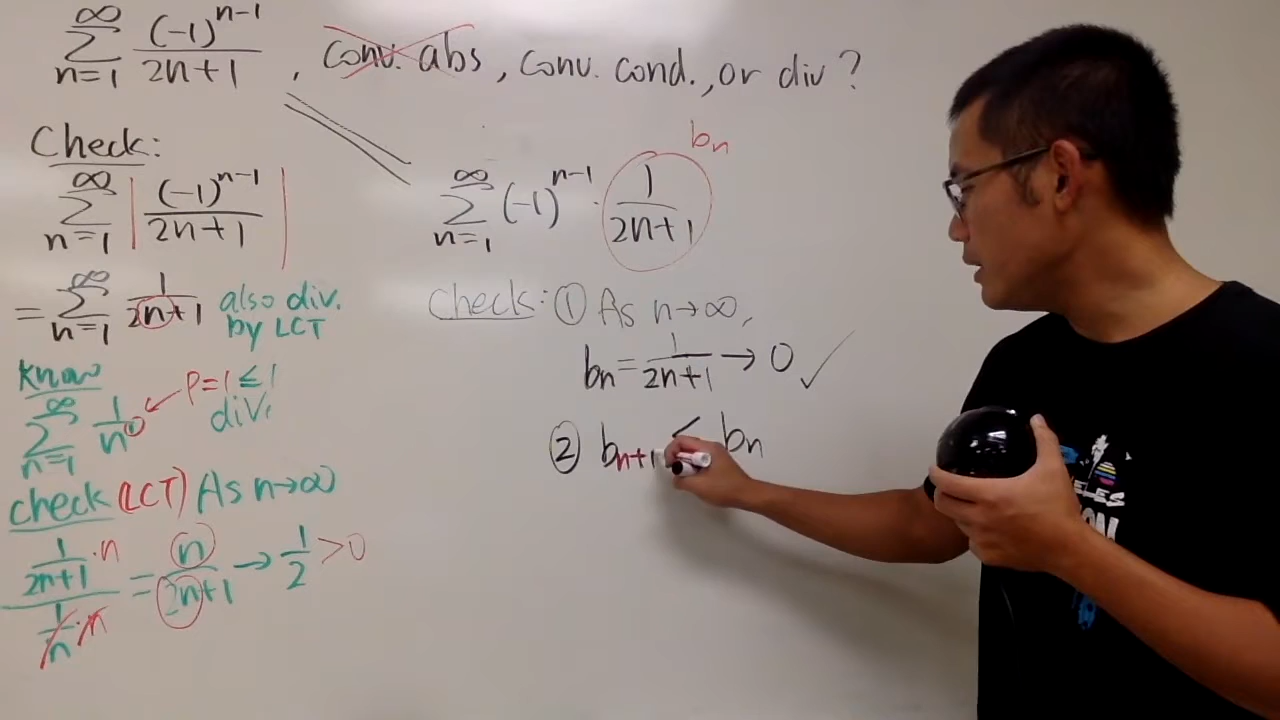 ∞
∑ (-1)^{n-1} / 2n+1 , conv. abs, conv. cond., or div?
n=1
Check:
∞
∑ | (-1)^{n-1} / 2n+1 |
n=1
∞
= ∑ 1 / 2n+1 also div.
n=1 by LCT
know
∞
∑ 1 / n^1 p=1≤1
n=1 div.
check (LCT) As n→∞
(1 / 2n+1 · n) / (1 / n · n) = n / 2n+1 → 1/2 > 0
bn
∞
∑ (-1)^{n-1} · 1 / 2n+1
n=1
Check: ① As n→∞,
bn = 1 / 2n+1 → 0 ✓
② bn+1 < bn